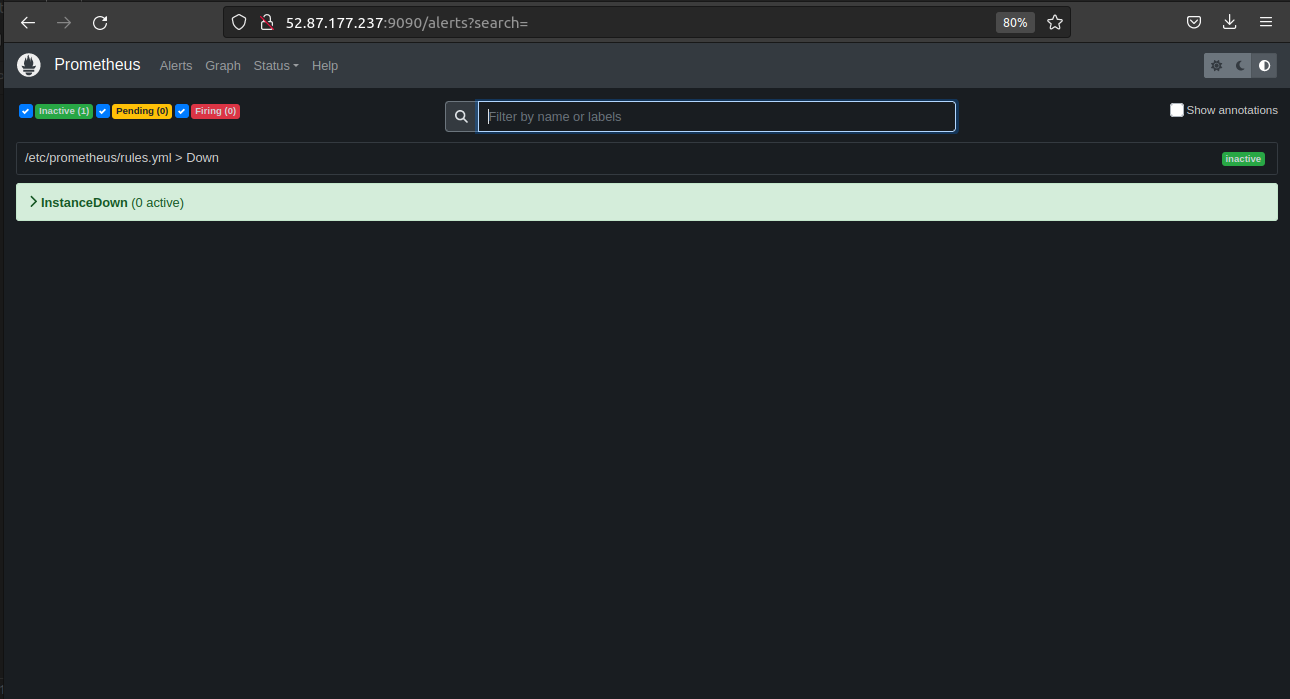 52.87.177.237:9090/alerts?search=
80%
Prometheus Alerts Graph Status Help
Inactive (1) Pending (0) Firing (0)
Filter by name or labels
Show annotations
/etc/prometheus/rules.yml > Down
inactive
InstanceDown (0 active)